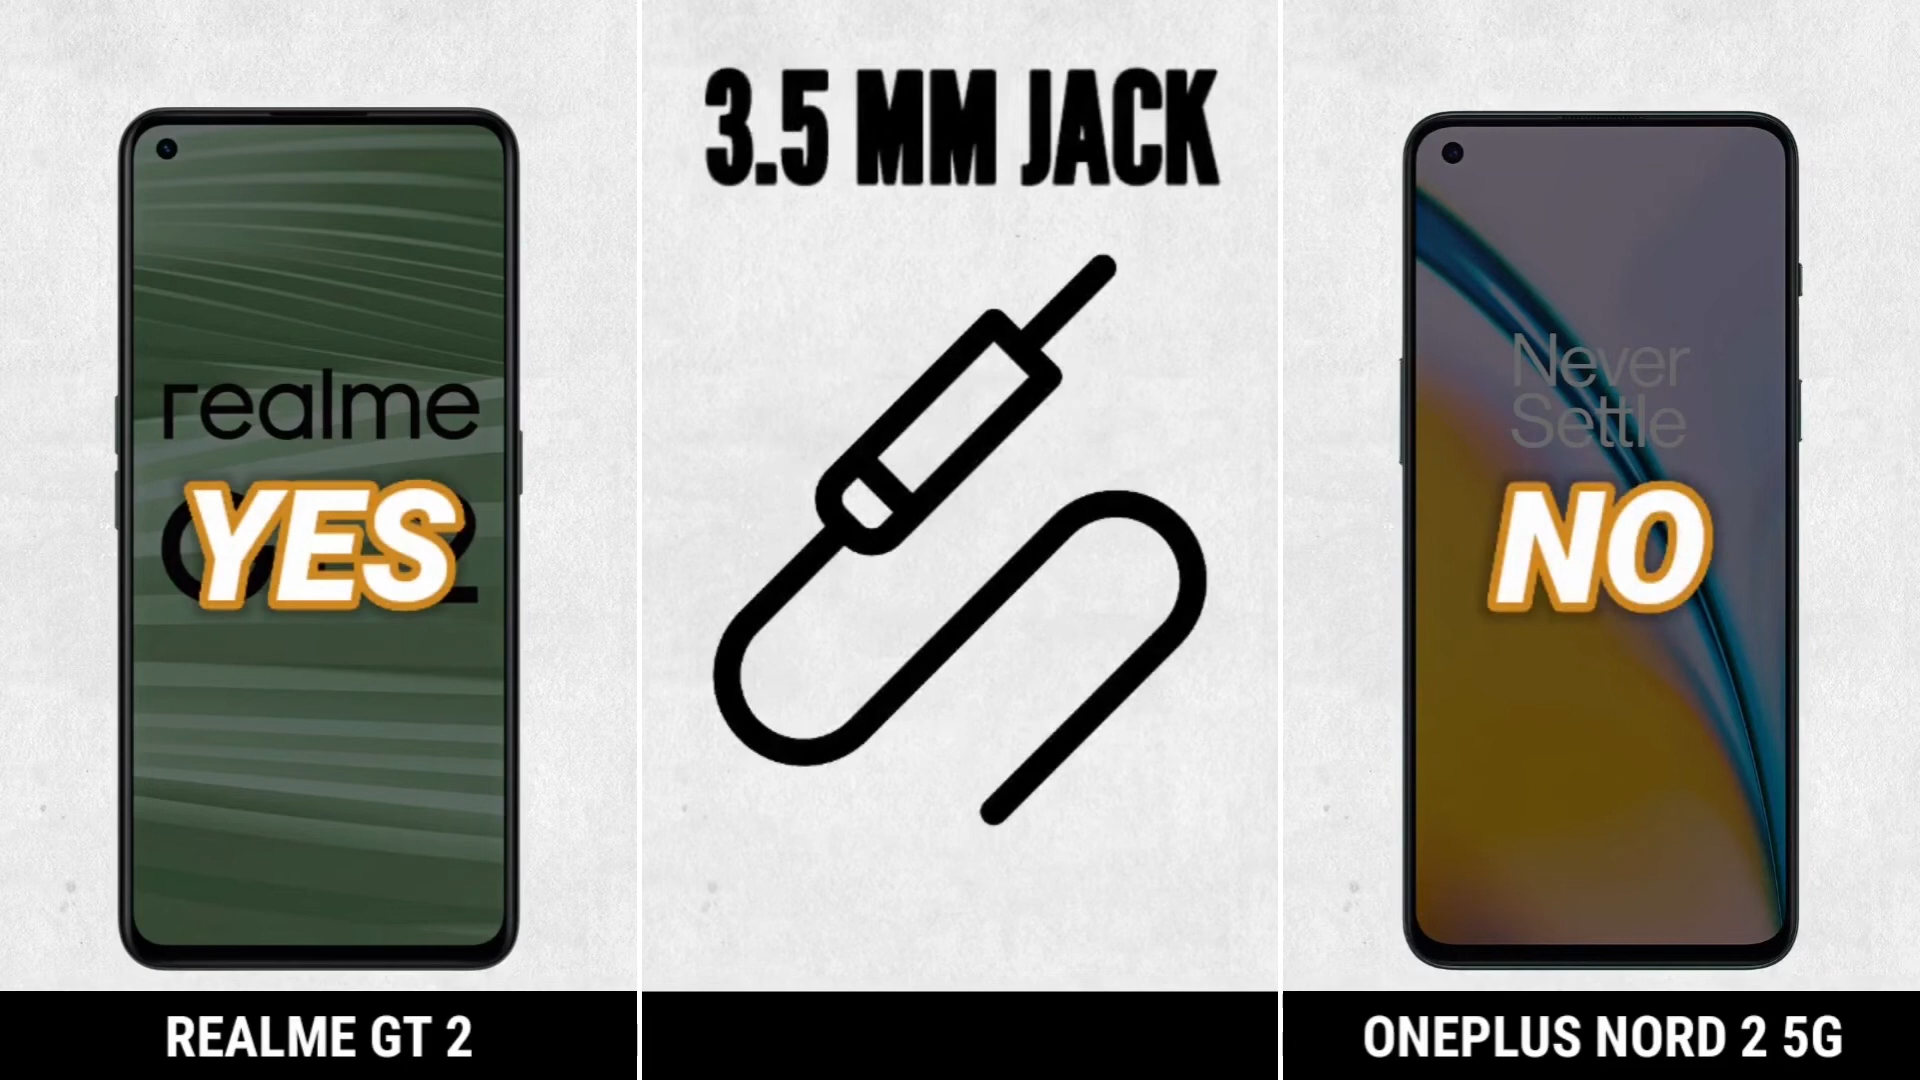 realme
YES
REALME GT 2
3.5 MM JACK
Never
Settle
NO
ONEPLUS NORD 2 5G